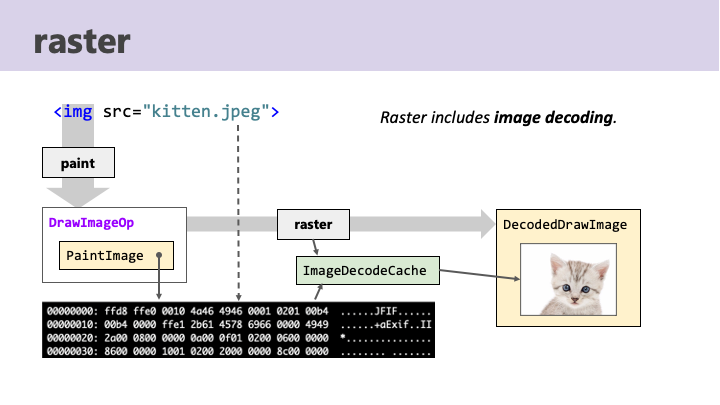 raster
<img src="kitten.jpeg">
Raster includes image decoding.
paint
DrawImageOp
PaintImage
raster
ImageDecodeCache
DecodedDrawImage
00000000: ffd8 ffe0 0010 4a46 4946 0001 0201 00b4 ......JFIF......
00000010: 00b4 0000 ffe1 2b61 4578 6966 0000 4949 ......+aExif..II
00000020: 2a00 0800 0000 0a00 0f01 0200 0600 0000 *...............
00000030: 8600 0000 1001 0200 2000 0000 8c00 0000 ........ .......